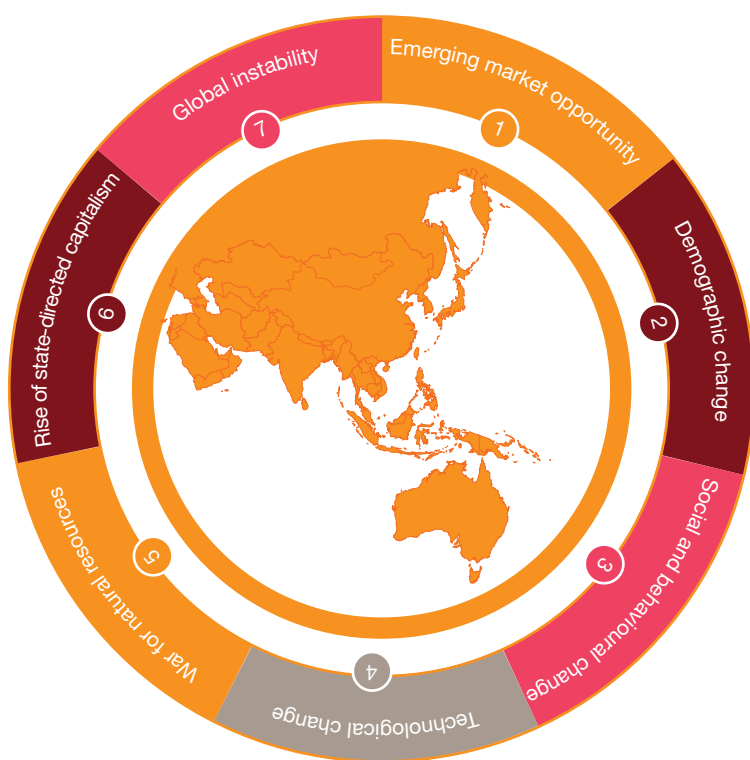 1
Emerging market opportunity
2
Demographic change
3
Social and behavioural change
4
Technological change
5
War for natural resources
6
Rise of state-directed capitalism
7
Global instability